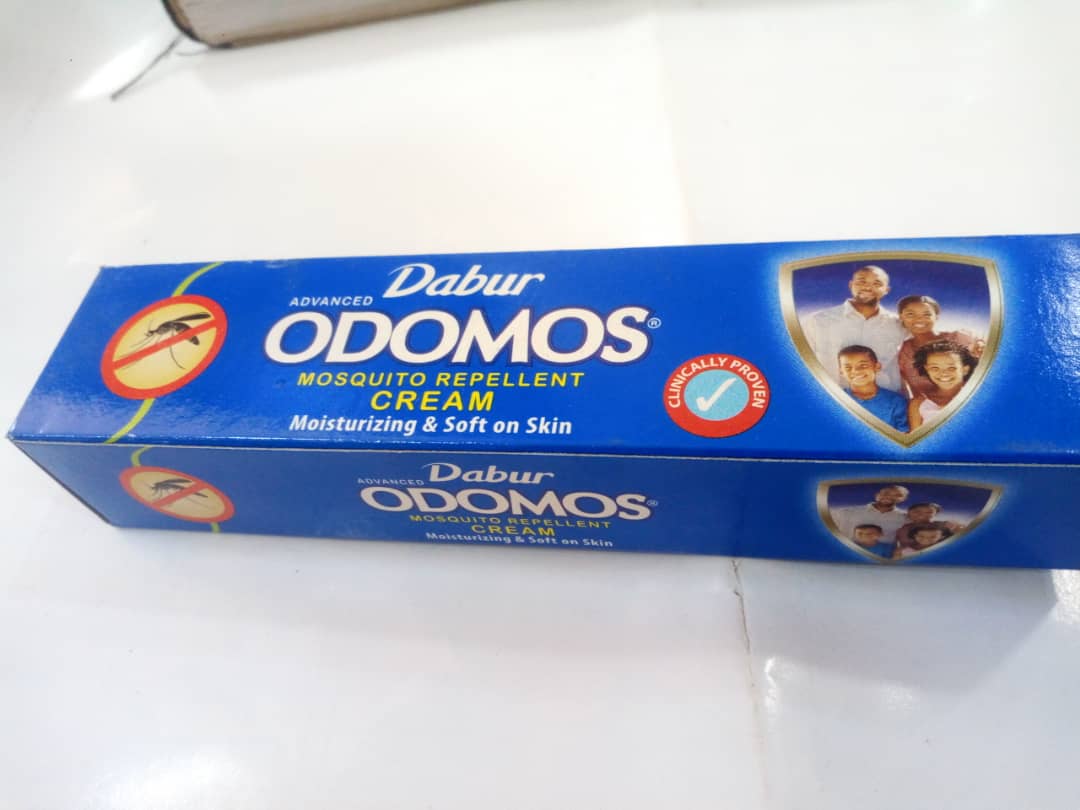 Dabur
ADVANCED
ODOMOS®
MOSQUITO REPELLENT
CREAM
Moisturizing & Soft on Skin
CLINICALLY PROVEN
Dabur
ADVANCED
ODOMOS®
MOSQUITO REPELLENT
CREAM
Moisturizing & Soft on Skin